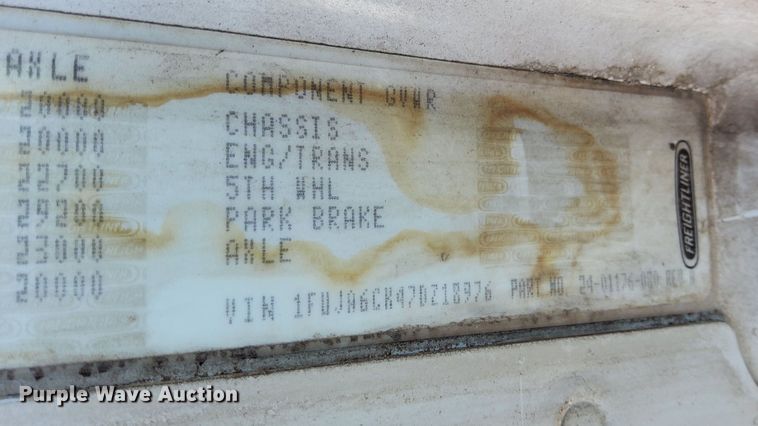 AXLE COMPONENT GVWR
20000 CHASSIS
20000 ENG/TRANS
22700 5TH WHL
29200 PARK BRAKE
23000 AXLE
20000
VIN 1FUJA6CK47DZ18976 PART NO 24-01176-000 REV
FREIGHTLINER
Purple Wave Auction